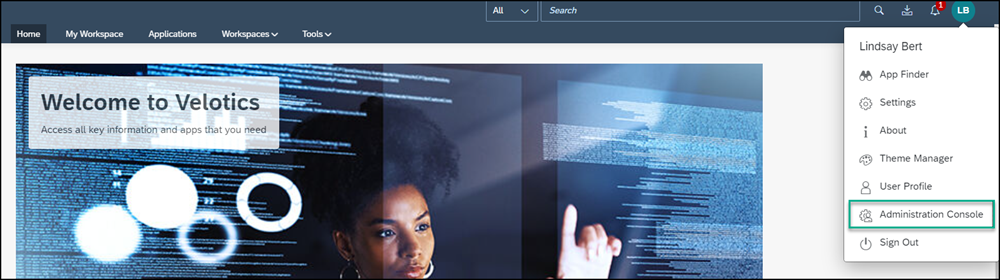 All
Search
1
LB
Home
My Workspace
Applications
Workspaces
Tools
Lindsay Bert
App Finder
Settings
About
Theme Manager
User Profile
Administration Console
Sign Out
Welcome to Velotics
Access all key information and apps that you need